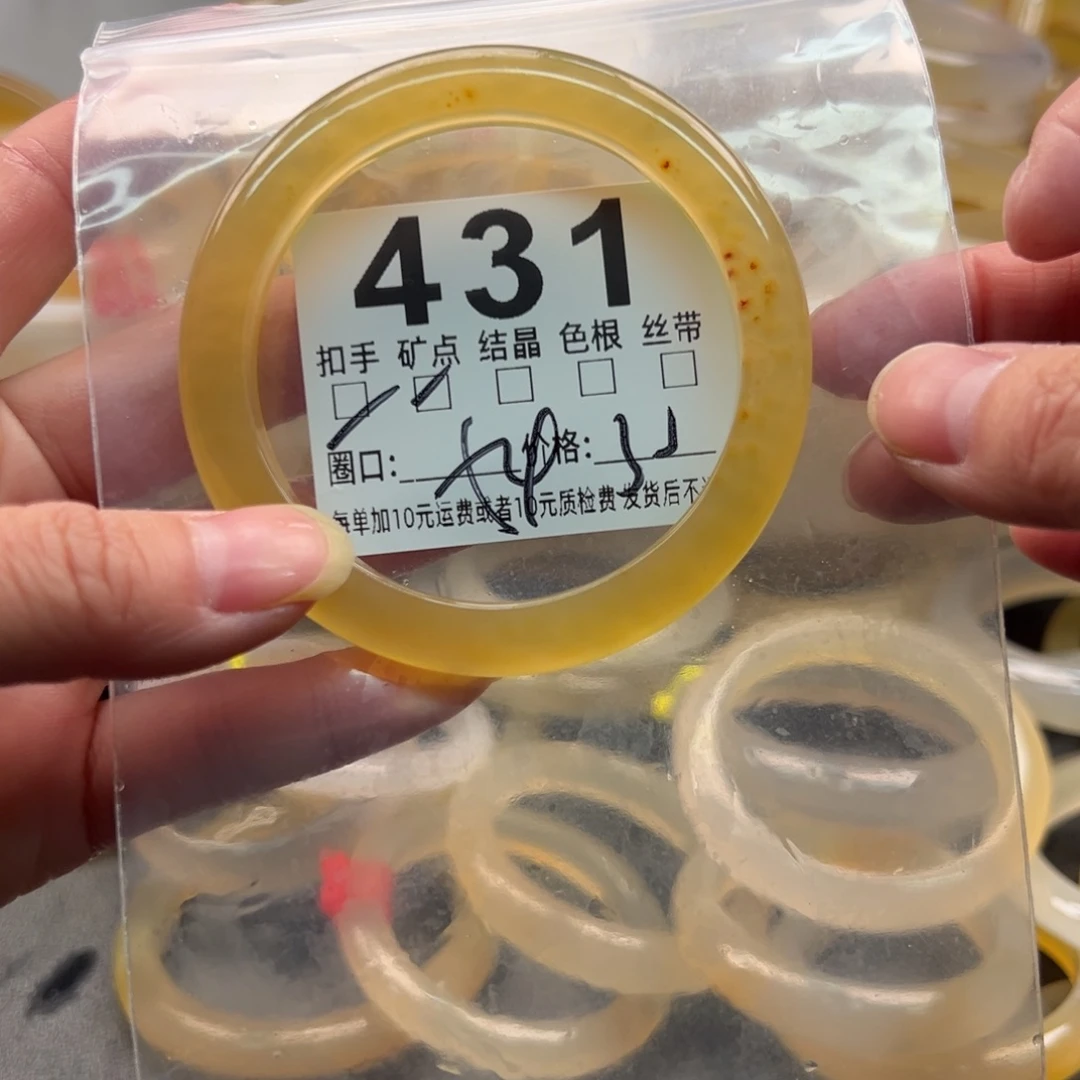 431
扣手 矿点 结晶 色根 丝带
圈口: 价格:
每单加10元运费或者10元质检费 发货后不